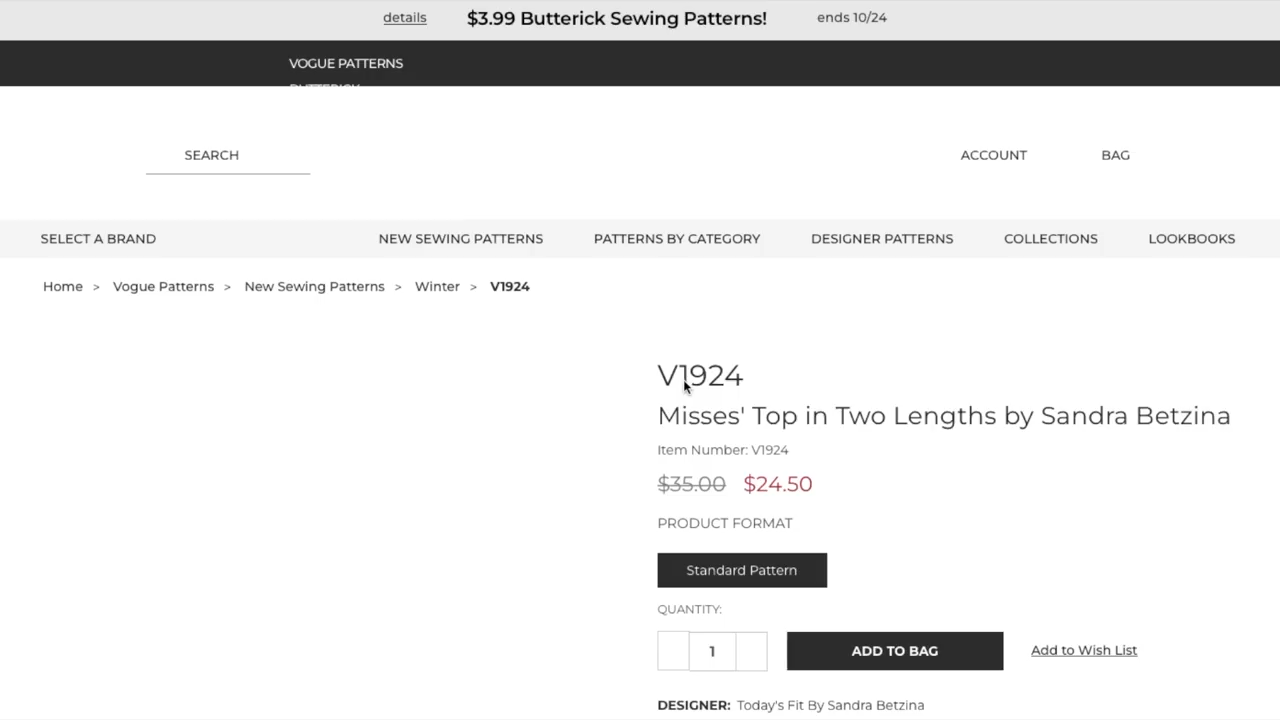 details $3.99 Butterick Sewing Patterns! ends 10/24
VOGUE PATTERNS
BUTTERICK
SEARCH ACCOUNT BAG
SELECT A BRAND NEW SEWING PATTERNS PATTERNS BY CATEGORY DESIGNER PATTERNS COLLECTIONS LOOKBOOKS
Home > Vogue Patterns > New Sewing Patterns > Winter > V1924
V1924
Misses' Top in Two Lengths by Sandra Betzina
Item Number: V1924
$35.00 $24.50
PRODUCT FORMAT
Standard Pattern
QUANTITY:
1 ADD TO BAG Add to Wish List
DESIGNER: Today's Fit By Sandra Betzina